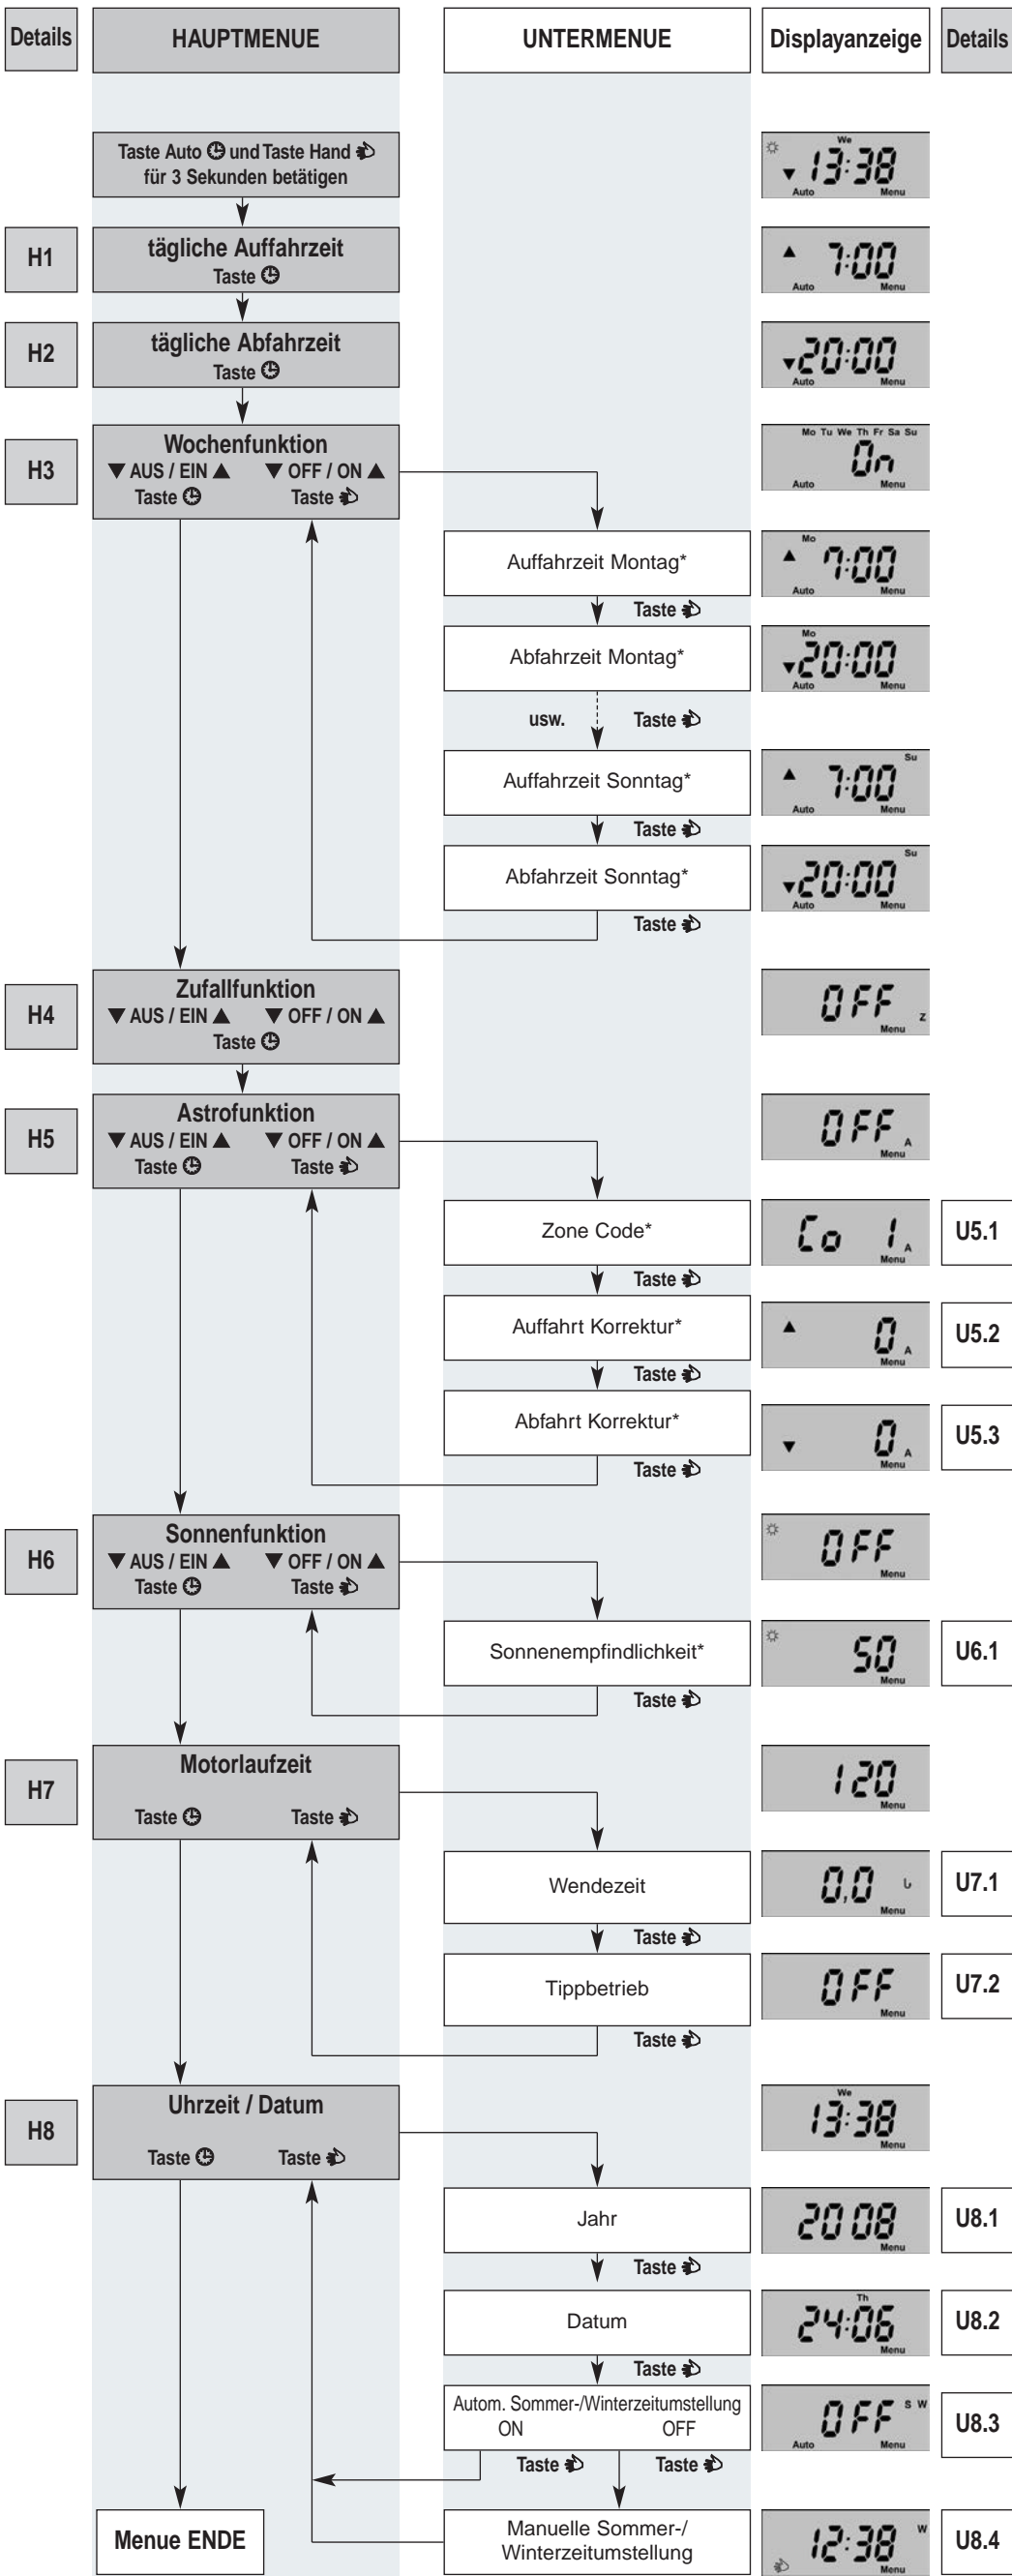 Details HAUPTMENUE UNTERMENUE Displayanzeige Details
Taste Auto und Taste Hand
für 3 Sekunden betätigen
We
13:38
Auto Menu
H1
tägliche Auffahrzeit
Taste
▲ 7:00
Auto Menu
H2
tägliche Abfahrzeit
Taste
▼20:00
Auto Menu
H3
Wochenfunktion
▼ AUS / EIN ▲ ▼ OFF / ON ▲
Taste Taste
Mo Tu We Th Fr Sa Su
On
Auto Menu
Auffahrzeit Montag*
Mo
▲ 7:00
Auto Menu
Taste
Abfahrzeit Montag*
Mo
▼20:00
Auto Menu
usw. Taste
Auffahrzeit Sonntag*
Su
▲ 7:00
Auto Menu
Taste
Abfahrzeit Sonntag*
Su
▼20:00
Auto Menu
Taste
H4
Zufallfunktion
▼ AUS / EIN ▲ ▼ OFF / ON ▲
Taste
OFF z
Menu
H5
Astrofunktion
▼ AUS / EIN ▲ ▼ OFF / ON ▲
Taste Taste
OFF A
Menu
Zone Code*
Co 1 A
Menu
U5.1
Taste
Auffahrt Korrektur*
▲ 0 A
Menu
U5.2
Taste
Abfahrt Korrektur*
▼ 0 A
Menu
U5.3
Taste
H6
Sonnenfunktion
▼ AUS / EIN ▲ ▼ OFF / ON ▲
Taste Taste
OFF
Menu
Sonnenempfindlichkeit*
50
Menu
U6.1
Taste
H7
Motorlaufzeit
Taste Taste
120
Menu
Wendezeit
0,0
Menu
U7.1
Taste
Tippbetrieb
OFF
Menu
U7.2
Taste
H8
Uhrzeit / Datum
Taste Taste
We
13:38
Menu
Jahr
2008
Menu
U8.1
Taste
Datum
Th
24:06
Menu
U8.2
Taste
Autom. Sommer-/Winterzeitumstellung
ON OFF
OFF S W
Auto Menu
U8.3
Taste Taste
Menue ENDE
Manuelle Sommer-/
Winterzeitumstellung
12:38 W
Menu
U8.4